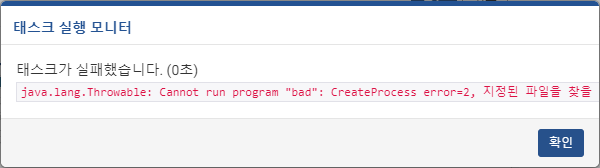 태스크 실행 모니터
태스크가 실패했습니다. (0초)
java.lang.Throwable: Cannot run program "bad": CreateProcess error=2, 지정된 파일을 찾을
확인